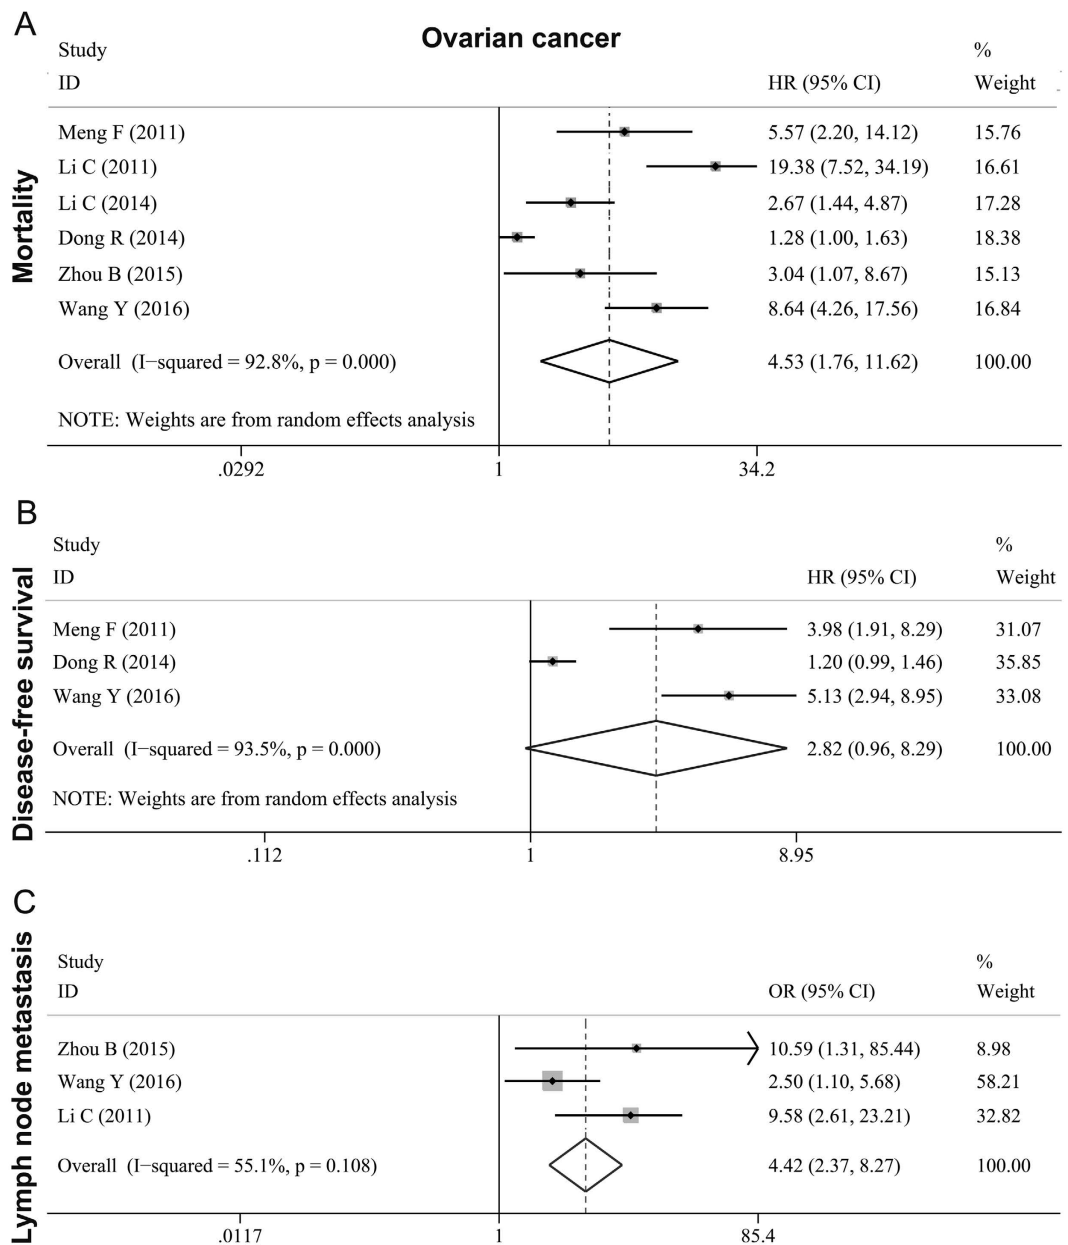 A
Ovarian cancer
Study %
ID HR (95% CI) Weight
Mortality
Meng F (2011) 5.57 (2.20, 14.12) 15.76
Li C (2011) 19.38 (7.52, 34.19) 16.61
Li C (2014) 2.67 (1.44, 4.87) 17.28
Dong R (2014) 1.28 (1.00, 1.63) 18.38
Zhou B (2015) 3.04 (1.07, 8.67) 15.13
Wang Y (2016) 8.64 (4.26, 17.56) 16.84
Overall (I−squared = 92.8%, p = 0.000) 4.53 (1.76, 11.62) 100.00
NOTE: Weights are from random effects analysis
.0292 1 34.2
B
Study %
ID HR (95% CI) Weight
Disease-free survival
Meng F (2011) 3.98 (1.91, 8.29) 31.07
Dong R (2014) 1.20 (0.99, 1.46) 35.85
Wang Y (2016) 5.13 (2.94, 8.95) 33.08
Overall (I−squared = 93.5%, p = 0.000) 2.82 (0.96, 8.29) 100.00
NOTE: Weights are from random effects analysis
.112 1 8.95
C
Study %
ID OR (95% CI) Weight
Lymph node metastasis
Zhou B (2015) 10.59 (1.31, 85.44) 8.98
Wang Y (2016) 2.50 (1.10, 5.68) 58.21
Li C (2011) 9.58 (2.61, 23.21) 32.82
Overall (I−squared = 55.1%, p = 0.108) 4.42 (2.37, 8.27) 100.00
.0117 1 85.4